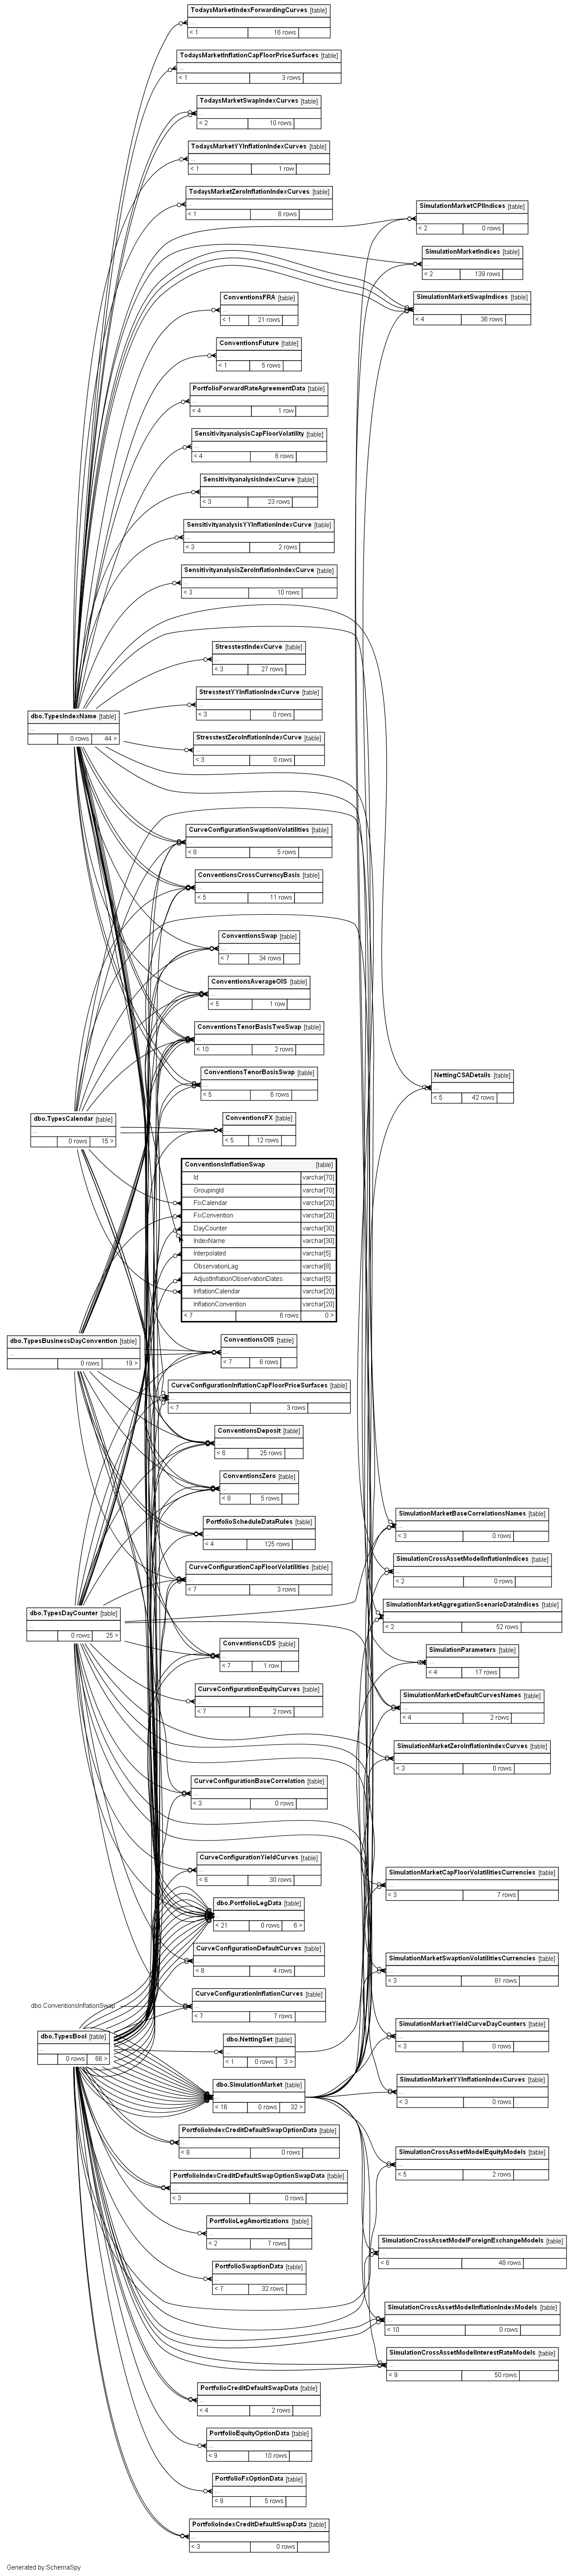 TodaysMarketIndexForwardingCurves [table]
...
< 1 16 rows
TodaysMarketInflationCapFloorPriceSurfaces [table]
...
< 1 3 rows
TodaysMarketSwapIndexCurves [table]
...
< 2 10 rows
TodaysMarketYYInflationIndexCurves [table]
...
< 1 1 row
TodaysMarketZeroInflationIndexCurves [table]
...
< 1 6 rows
SimulationMarketCPIIndices [table]
...
< 2 0 rows
SimulationMarketIndices [table]
...
< 2 139 rows
SimulationMarketSwapIndices [table]
...
< 4 36 rows
ConventionsFRA [table]
...
< 1 21 rows
ConventionsFuture [table]
...
< 1 5 rows
PortfolioForwardRateAgreementData [table]
...
< 4 1 row
SensitivityanalysisCapFloorVolatility [table]
...
< 4 6 rows
SensitivityanalysisIndexCurve [table]
...
< 3 23 rows
SensitivityanalysisYYInflationIndexCurve [table]
...
< 3 2 rows
SensitivityanalysisZeroInflationIndexCurve [table]
...
< 3 10 rows
StresstestIndexCurve [table]
...
< 3 27 rows
StresstestYYInflationIndexCurve [table]
...
< 3 0 rows
dbo.TypesIndexName [table]
...
0 rows 44 >
StresstestZeroInflationIndexCurve [table]
...
< 3 0 rows
CurveConfigurationSwaptionVolatilities [table]
...
< 8 5 rows
ConventionsCrossCurrencyBasis [table]
...
< 5 11 rows
ConventionsSwap [table]
...
< 7 34 rows
ConventionsAverageOIS [table]
...
< 5 1 row
ConventionsTenorBasisTwoSwap [table]
...
< 10 2 rows
ConventionsTenorBasisSwap [table]
...
< 5 6 rows
NettingCSADetails [table]
...
< 5 42 rows
dbo.TypesCalendar [table]
...
0 rows 15 >
ConventionsFX [table]
...
< 5 12 rows
ConventionsInflationSwap [table]
Id varchar[70]
GroupingId varchar[70]
FixCalendar varchar[20]
FixConvention varchar[20]
DayCounter varchar[30]
IndexName varchar[30]
Interpolated varchar[5]
ObservationLag varchar[8]
AdjustInflationObservationDates varchar[5]
InflationCalendar varchar[20]
InflationConvention varchar[20]
< 7 6 rows 0 >
dbo.TypesBusinessDayConvention [table]
...
0 rows 19 >
ConventionsOIS [table]
...
< 7 6 rows
CurveConfigurationInflationCapFloorPriceSurfaces [table]
...
< 7 3 rows
ConventionsDeposit [table]
...
< 6 25 rows
ConventionsZero [table]
...
< 8 5 rows
PortfolioScheduleDataRules [table]
...
< 4 125 rows
SimulationMarketBaseCorrelationsNames [table]
...
< 3 0 rows
SimulationCrossAssetModelInflationIndices [table]
...
< 2 0 rows
CurveConfigurationCapFloorVolatilities [table]
...
< 7 3 rows
SimulationMarketAggregationScenarioDataIndices [table]
...
< 2 52 rows
dbo.TypesDayCounter [table]
...
0 rows 25 >
ConventionsCDS [table]
...
< 7 1 row
SimulationParameters [table]
...
< 4 17 rows
CurveConfigurationEquityCurves [table]
...
< 7 2 rows
SimulationMarketDefaultCurvesNames [table]
...
< 4 2 rows
SimulationMarketZeroInflationIndexCurves [table]
...
< 3 0 rows
CurveConfigurationBaseCorrelation [table]
...
< 3 0 rows
CurveConfigurationYieldCurves [table]
...
< 6 30 rows
SimulationMarketCapFloorVolatilitiesCurrencies [table]
...
< 3 7 rows
dbo.PortfolioLegData [table]
...
< 21 0 rows 6 >
CurveConfigurationDefaultCurves [table]
...
< 8 4 rows
SimulationMarketSwaptionVolatilitiesCurrencies [table]
...
< 3 81 rows
CurveConfigurationInflationCurves [table]
...
< 7 7 rows
dbo.ConventionsInflationSwap
dbo.TypesBool [table]
...
0 rows 66 >
SimulationMarketYieldCurveDayCounters [table]
...
< 3 0 rows
dbo.NettingSet [table]
...
< 1 0 rows 3 >
SimulationMarketYYInflationIndexCurves [table]
...
< 3 0 rows
dbo.SimulationMarket [table]
...
< 16 0 rows 32 >
PortfolioIndexCreditDefaultSwapOptionData [table]
...
< 8 0 rows
SimulationCrossAssetModelEquityModels [table]
...
< 5 2 rows
PortfolioIndexCreditDefaultSwapOptionSwapData [table]
...
< 3 0 rows
PortfolioLegAmortizations [table]
...
< 2 7 rows
SimulationCrossAssetModelForeignExchangeModels [table]
...
< 6 48 rows
PortfolioSwaptionData [table]
...
< 7 32 rows
SimulationCrossAssetModelInflationIndexModels [table]
...
< 10 0 rows
SimulationCrossAssetModelInterestRateModels [table]
...
< 9 50 rows
PortfolioCreditDefaultSwapData [table]
...
< 4 2 rows
PortfolioEquityOptionData [table]
...
< 9 10 rows
PortfolioFxOptionData [table]
...
< 9 5 rows
PortfolioIndexCreditDefaultSwapData [table]
...
< 3 0 rows
Generated by SchemaSpy